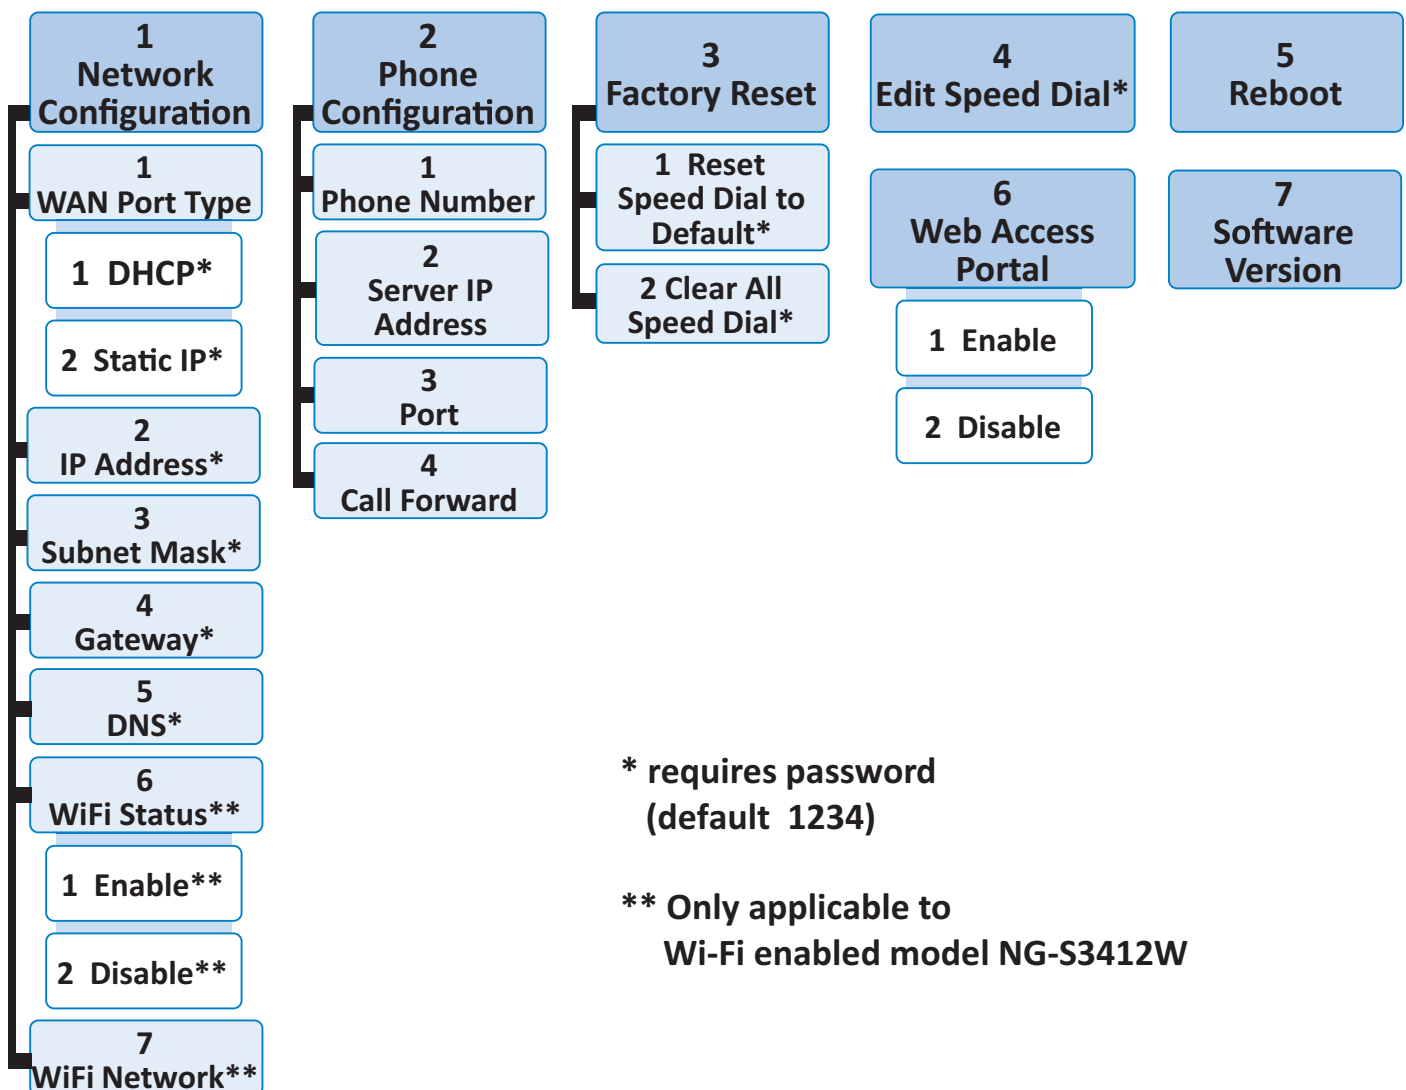 1
Network
Configuration
1
WAN Port Type
1 DHCP*
2 Static IP*
2
IP Address*
3
Subnet Mask*
4
Gateway*
5
DNS*
6
WiFi Status**
1 Enable**
2 Disable**
7
WiFi Network**
2
Phone
Configuration
1
Phone Number
2
Server IP
Address
3
Port
4
Call Forward
3
Factory Reset
1 Reset
Speed Dial to
Default*
2 Clear All
Speed Dial*
4
Edit Speed Dial*
5
Reboot
6
Web Access
Portal
1 Enable
2 Disable
7
Software
Version
* requires password
(default 1234)
** Only applicable to
Wi-Fi enabled model NG-S3412W